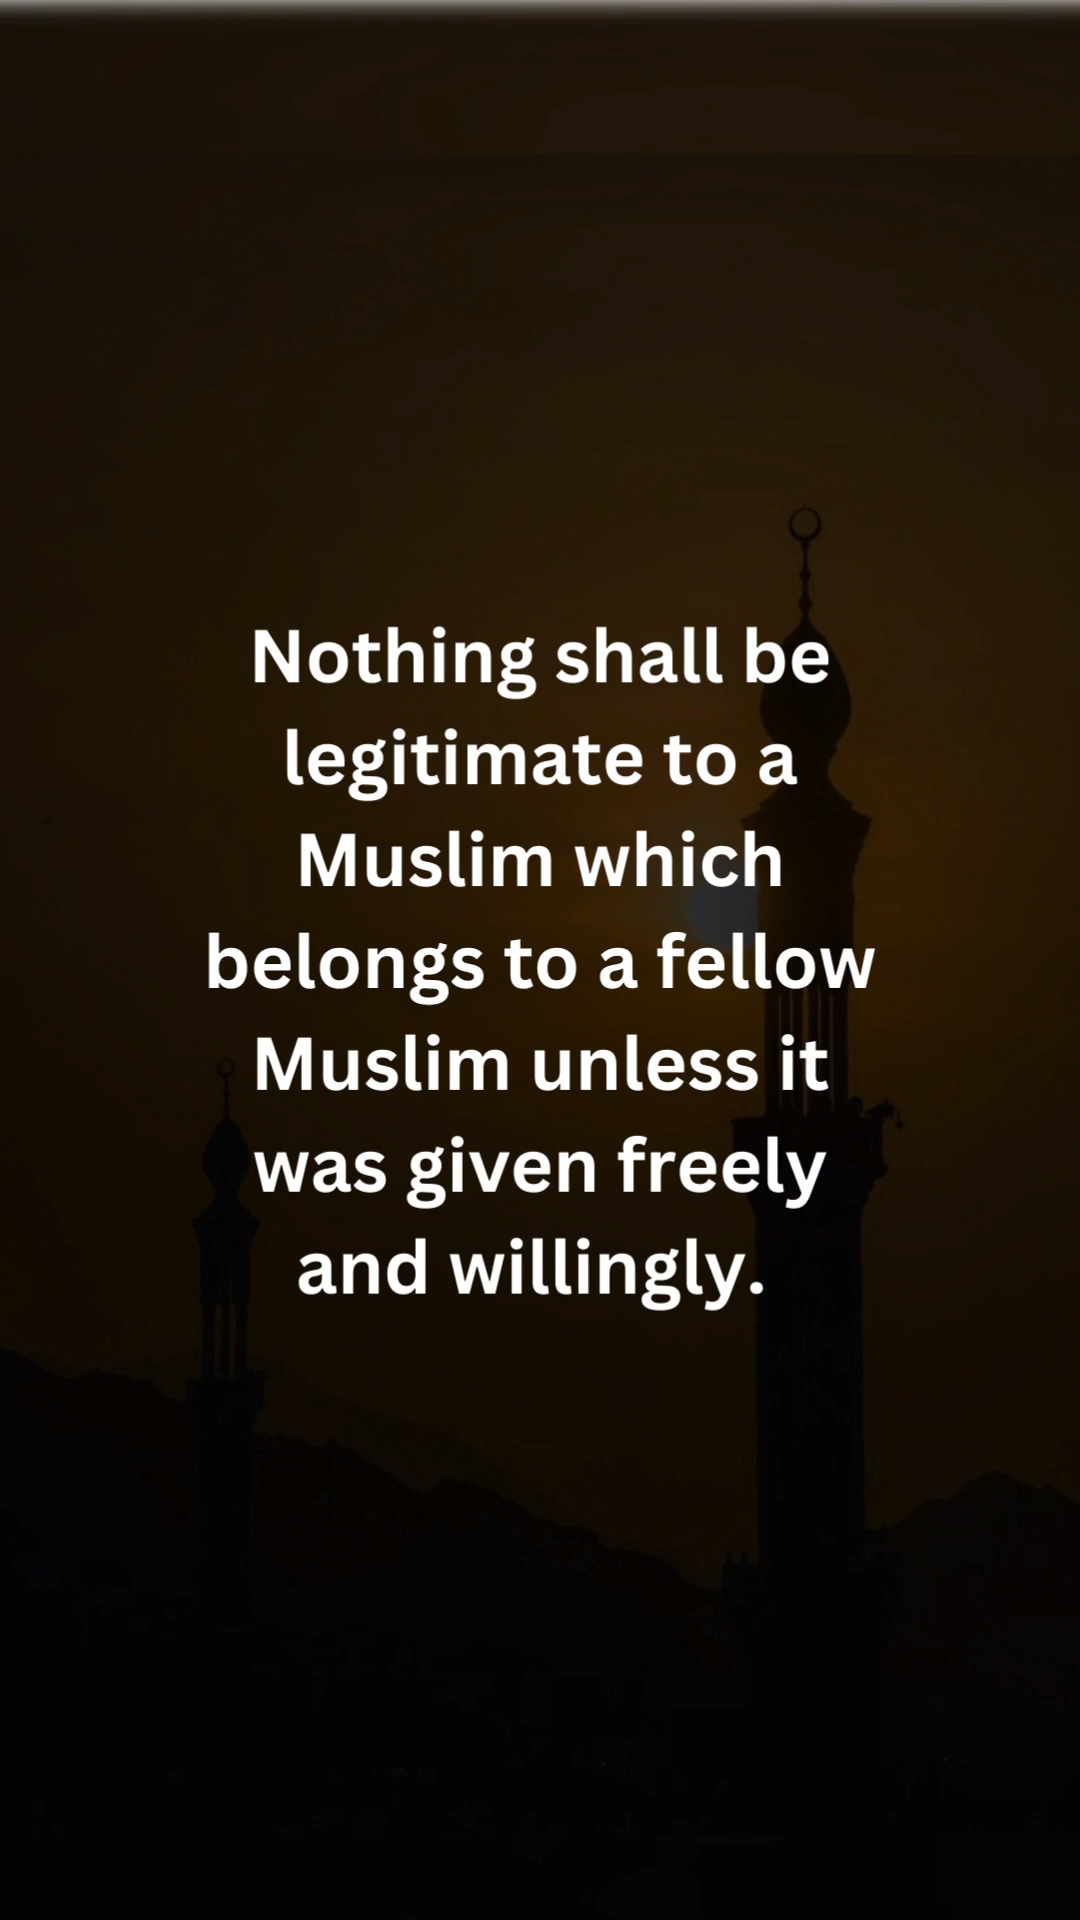 Nothing shall be
legitimate to a
Muslim which
belongs to a fellow
Muslim unless it
was given freely
and willingly.